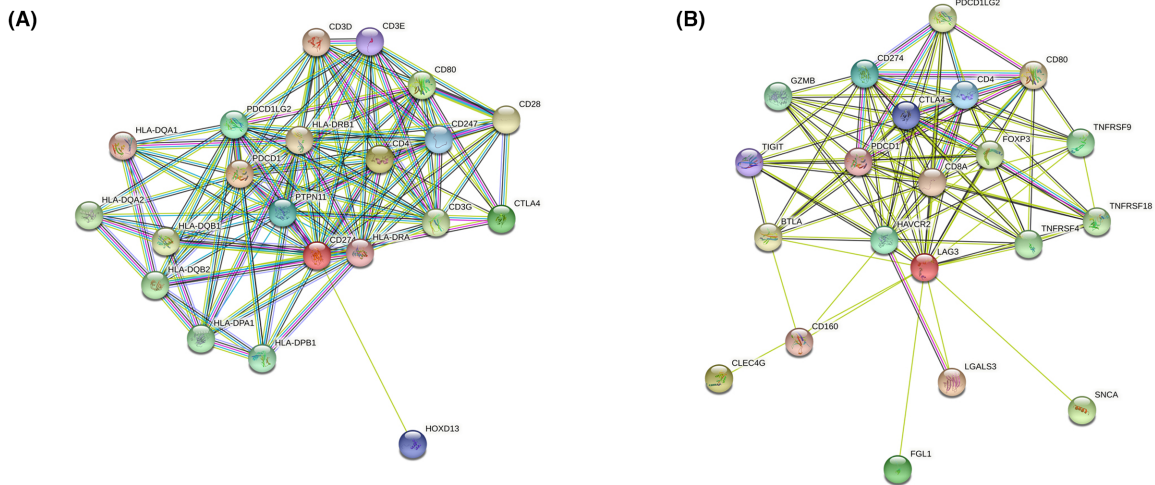 (A)
CD3D
CD3E
CD80
CD28
PDCD1LG2
HLA-DRB1
CD247
HLA-DQA1
CD4
PDCD1
PTPN11
HLA-DQA2
CD3G
CTLA4
HLA-DQB1
CD274
HLA-DRA
HLA-DQB2
HLA-DPA1
HLA-DPB1
HOXD13
(B)
PDCD1LG2
CD274
CD80
GZMB
CD4
CTLA4
TNFRSF9
FOXP3
TIGIT
PDCD1
CD8A
TNFRSF18
BTLA
HAVCR2
TNFRSF4
LAG3
CD160
CLEC4G
LGALS3
SNCA
FGL1